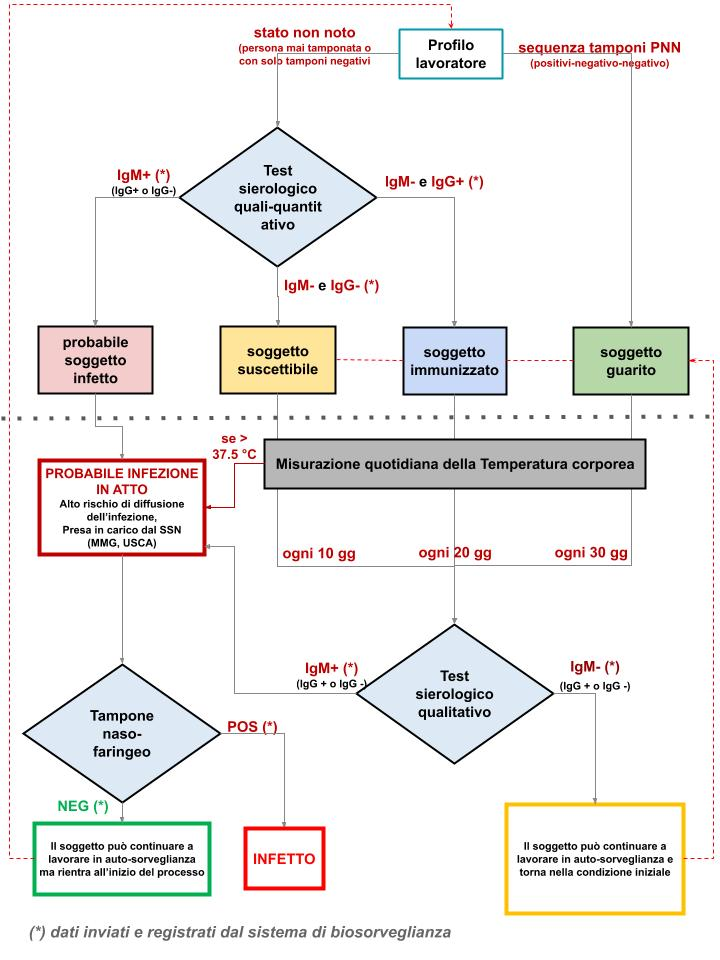 stato non noto
(persona mai tamponata o
con solo tamponi negativi
Profilo
lavoratore
sequenza tamponi PNN
(positivi-negativo-negativo)
IgM+ (*)
(IgG+ o IgG-)
Test
sierologico
quali-quantit
ativo
IgM- e IgG+ (*)
IgM- e IgG- (*)
probabile
soggetto
infetto
soggetto
suscettibile
soggetto
immunizzato
soggetto
guarito
se >
37.5 °C
Misurazione quotidiana della Temperatura corporea
PROBABILE INFEZIONE
IN ATTO
Alto rischio di diffusione
dell'infezione,
Presa in carico dal SSN
(MMG, USCA)
ogni 10 gg
ogni 20 gg
ogni 30 gg
IgM+ (*)
(IgG + o IgG -)
Test
sierologico
qualitativo
IgM- (*)
(IgG + o IgG -)
Tampone
naso-
faringeo
POS (*)
NEG (*)
Il soggetto può continuare a
lavorare in auto-sorveglianza
ma rientra all'inizio del processo
INFETTO
Il soggetto può continuare a
lavorare in auto-sorveglianza e
torna nella condizione iniziale
(*) dati inviati e registrati dal sistema di biosorveglianza